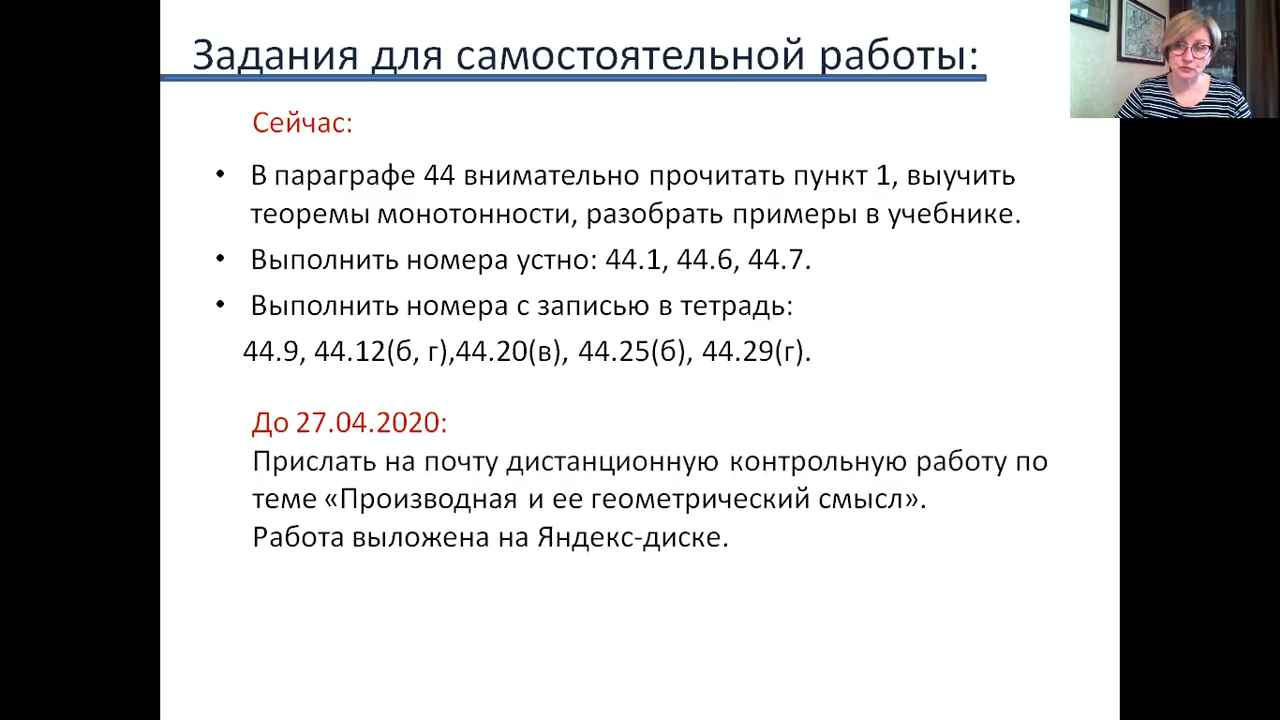 Задания для самостоятельной работы:
Сейчас:
• В параграфе 44 внимательно прочитать пункт 1, выучить
теоремы монотонности, разобрать примеры в учебнике.
• Выполнить номера устно: 44.1, 44.6, 44.7.
• Выполнить номера с записью в тетрадь:
44.9, 44.12(б, г),44.20(в), 44.25(б), 44.29(г).
До 27.04.2020:
Прислать на почту дистанционную контрольную работу по
теме «Производная и ее геометрический смысл».
Работа выложена на Яндекс-диске.